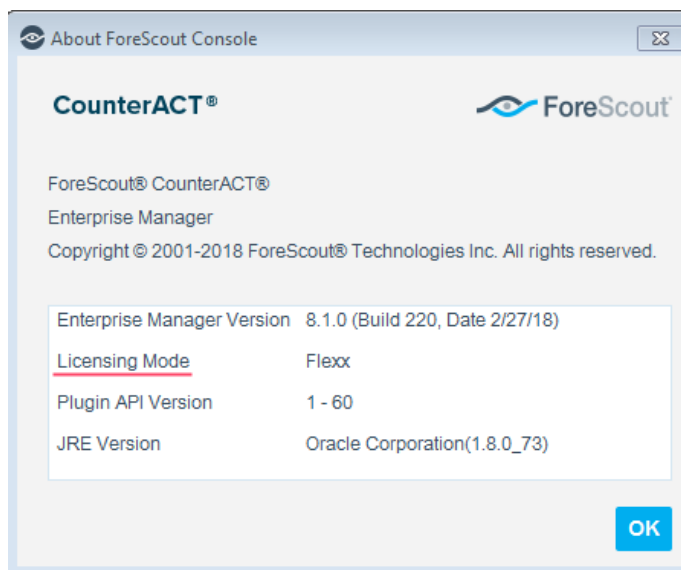 About ForeScout Console
CounterACT®
ForeScout®
ForeScout® CounterACT®
Enterprise Manager
Copyright © 2001-2018 ForeScout® Technologies Inc. All rights reserved.
Enterprise Manager Version 8.1.0 (Build 220, Date 2/27/18)
Licensing Mode Flexx
Plugin API Version 1 - 60
JRE Version Oracle Corporation(1.8.0_73)
OK